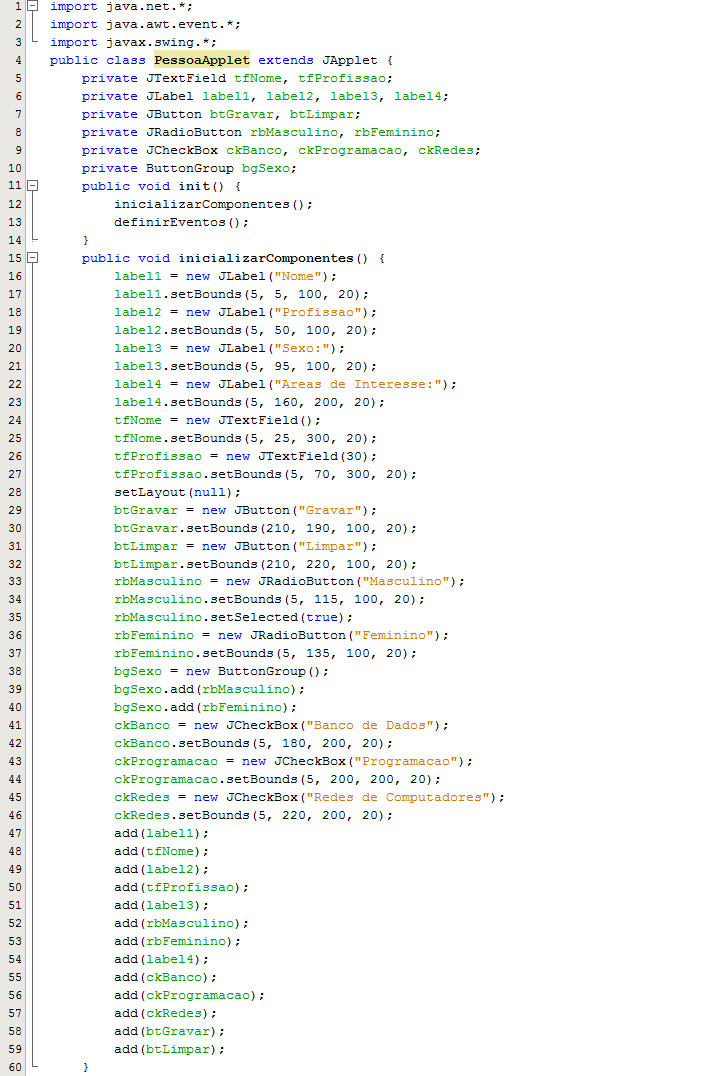 1 import java.net.*;
2 import java.awt.event.*;
3 import javax.swing.*;
4 public class PessoaApplet extends JApplet {
5     private JTextField tfNome, tfProfissao;
6     private JLabel label1, label2, label3, label4;
7     private JButton btGravar, btLimpar;
8     private JRadioButton rbMasculino, rbFeminino;
9     private JCheckBox ckBanco, ckProgramacao, ckRedes;
10     private ButtonGroup bgSexo;
11     public void init() {
12         inicializarComponentes();
13         definirEventos();
14     }
15     public void inicializarComponentes() {
16         label1 = new JLabel("Nome");
17         label1.setBounds(5, 5, 100, 20);
18         label2 = new JLabel("Profissao");
19         label2.setBounds(5, 50, 100, 20);
20         label3 = new JLabel("Sexo:");
21         label3.setBounds(5, 95, 100, 20);
22         label4 = new JLabel("Areas de Interesse:");
23         label4.setBounds(5, 160, 200, 20);
24         tfNome = new JTextField();
25         tfNome.setBounds(5, 25, 300, 20);
26         tfProfissao = new JTextField(30);
27         tfProfissao.setBounds(5, 70, 300, 20);
28         setLayout(null);
29         btGravar = new JButton("Gravar");
30         btGravar.setBounds(210, 190, 100, 20);
31         btLimpar = new JButton("Limpar");
32         btLimpar.setBounds(210, 220, 100, 20);
33         rbMasculino = new JRadioButton("Masculino");
34         rbMasculino.setBounds(5, 115, 100, 20);
35         rbMasculino.setSelected(true);
36         rbFeminino = new JRadioButton("Feminino");
37         rbFeminino.setBounds(5, 135, 100, 20);
38         bgSexo = new ButtonGroup();
39         bgSexo.add(rbMasculino);
40         bgSexo.add(rbFeminino);
41         ckBanco = new JCheckBox("Banco de Dados");
42         ckBanco.setBounds(5, 180, 200, 20);
43         ckProgramacao = new JCheckBox("Programacao");
44         ckProgramacao.setBounds(5, 200, 200, 20);
45         ckRedes = new JCheckBox("Redes de Computadores");
46         ckRedes.setBounds(5, 220, 200, 20);
47         add(label1);
48         add(tfNome);
49         add(label2);
50         add(tfProfissao);
51         add(label3);
52         add(rbMasculino);
53         add(rbFeminino);
54         add(label4);
55         add(ckBanco);
56         add(ckProgramacao);
57         add(ckRedes);
58         add(btGravar);
59         add(btLimpar);
60     }